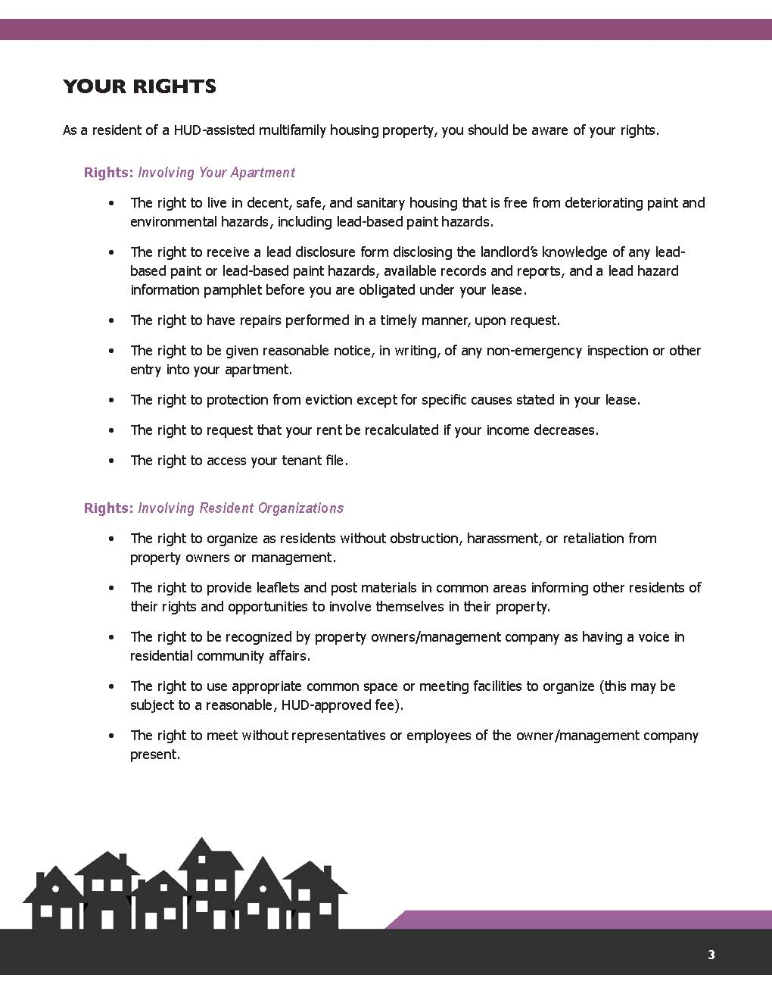 YOUR RIGHTS
As a resident of a HUD-assisted multifamily housing property, you should be aware of your rights.
Rights: Involving Your Apartment
• The right to live in decent, safe, and sanitary housing that is free from deteriorating paint and
environmental hazards, including lead-based paint hazards.
• The right to receive a lead disclosure form disclosing the landlord’s knowledge of any lead-
based paint or lead-based paint hazards, available records and reports, and a lead hazard
information pamphlet before you are obligated under your lease.
• The right to have repairs performed in a timely manner, upon request.
• The right to be given reasonable notice, in writing, of any non-emergency inspection or other
entry into your apartment.
• The right to protection from eviction except for specific causes stated in your lease.
• The right to request that your rent be recalculated if your income decreases.
• The right to access your tenant file.
Rights: Involving Resident Organizations
• The right to organize as residents without obstruction, harassment, or retaliation from
property owners or management.
• The right to provide leaflets and post materials in common areas informing other residents of
their rights and opportunities to involve themselves in their property.
• The right to be recognized by property owners/management company as having a voice in
residential community affairs.
• The right to use appropriate common space or meeting facilities to organize (this may be
subject to a reasonable, HUD-approved fee).
• The right to meet without representatives or employees of the owner/management company
present.
3